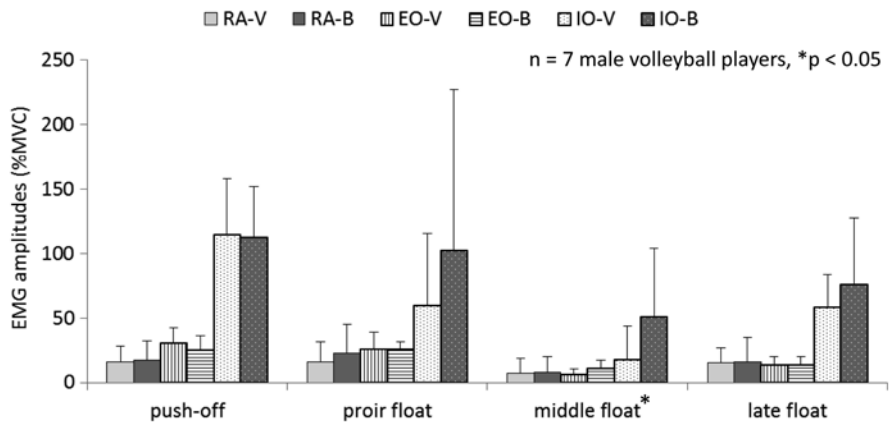 RA-V RA-B EO-V EO-B IO-V IO-B
n = 7 male volleyball players, *p < 0.05
EMG amplitudes (%MVC)
250
200
150
100
50
0
push-off proir float middle float* late float